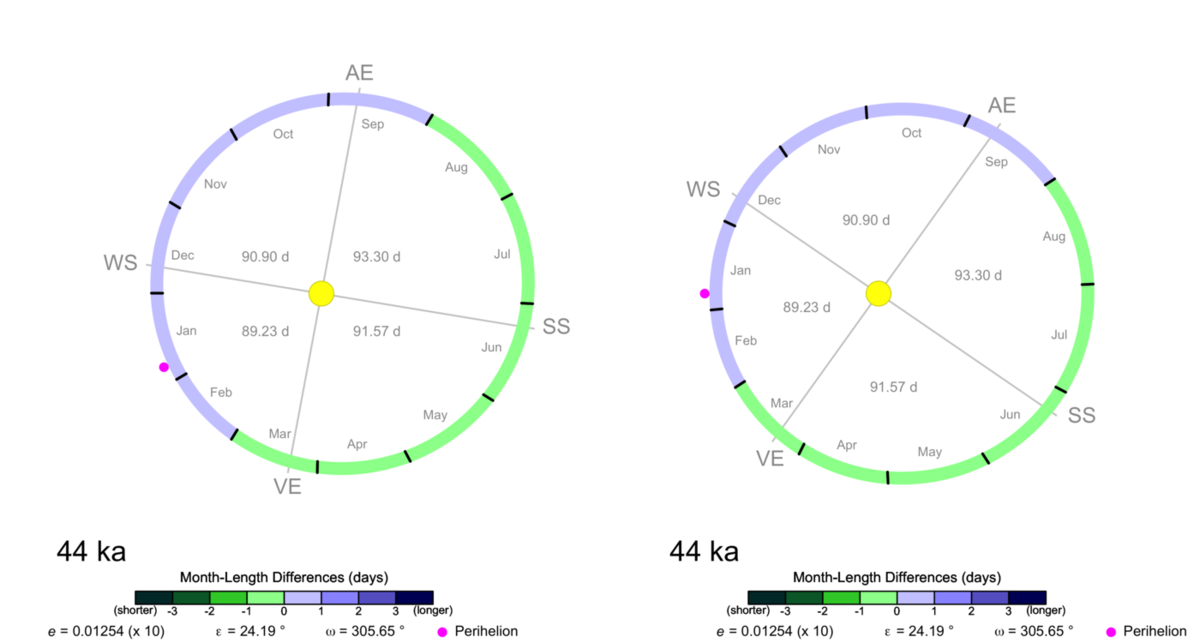 AE
Oct
Sep
Nov
Aug
WS
Dec
90.90 d
93.30 d
Jul
Jan
89.23 d
91.57 d
SS
Jun
Feb
May
Mar
Apr
VE
44 ka
Month-Length Differences (days)
(shorter) -3 -2 -1 0 1 2 3 (longer)
e = 0.01254 (x 10) ε = 24.19 ° ω = 305.65 ° Perihelion
AE
Oct
Nov
Sep
WS
Dec
90.90 d
Aug
Jan
93.30 d
89.23 d
Feb
Jul
91.57 d
Mar
Jun
SS
Apr
May
VE
44 ka
Month-Length Differences (days)
(shorter) -3 -2 -1 0 1 2 3 (longer)
e = 0.01254 (x 10) ε = 24.19 ° ω = 305.65 ° Perihelion